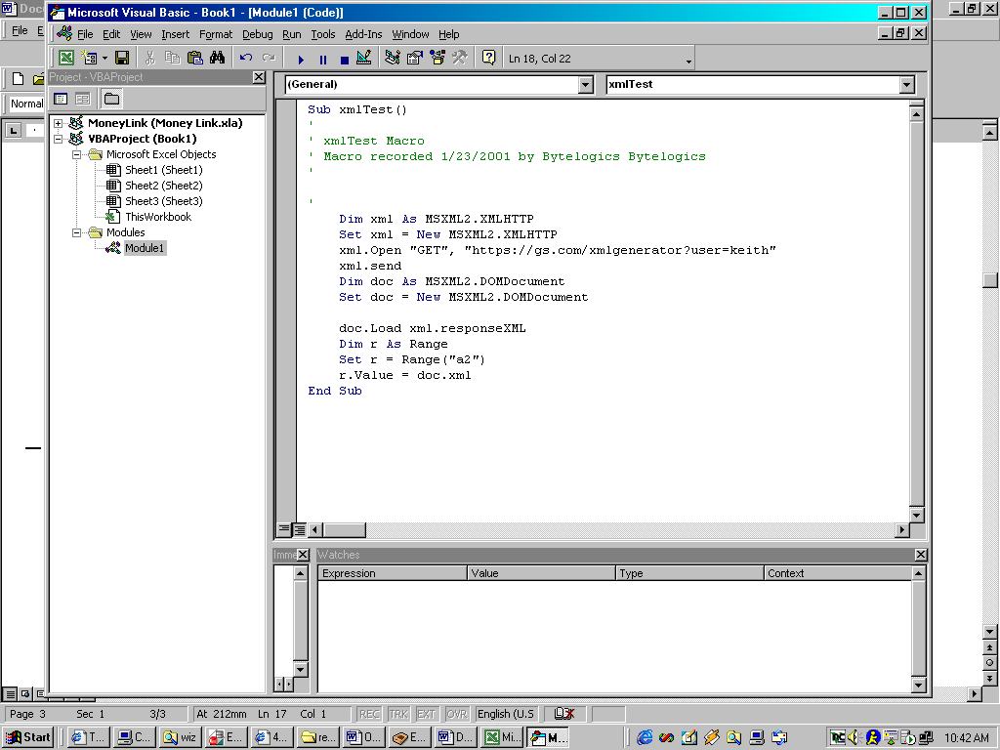 Doc
Microsoft Visual Basic - Book1 - [Module1 (Code)]
File E
File Edit View Insert Format Debug Run Tools Add-Ins Window Help
Ln 18, Col 22
Project - VBAProject
(General) xmlTest
Normal
MoneyLink (Money Link.xla)
VBAProject (Book1)
Microsoft Excel Objects
Sheet1 (Sheet1)
Sheet2 (Sheet2)
Sheet3 (Sheet3)
ThisWorkbook
Modules
Module1
Sub xmlTest()
'
' xmlTest Macro
' Macro recorded 1/23/2001 by Bytelogics Bytelogics
'
'
Dim xml As MSXML2.XMLHTTP
Set xml = New MSXML2.XMLHTTP
xml.Open "GET", "https://gs.com/xmlgenerator?user=keith"
xml.send
Dim doc As MSXML2.DOMDocument
Set doc = New MSXML2.DOMDocument
doc.Load xml.responseXML
Dim r As Range
Set r = Range("a2")
r.Value = doc.xml
End Sub
Imme
Watches
Expression Value Type Context
Page 3 Sec 1 3/3 At 212mm Ln 17 Col 1 REC TRK EXT OVR English (U.S
Start T... C... wiz E... 4... re... O... E... D... Mi... M... 10:42 AM